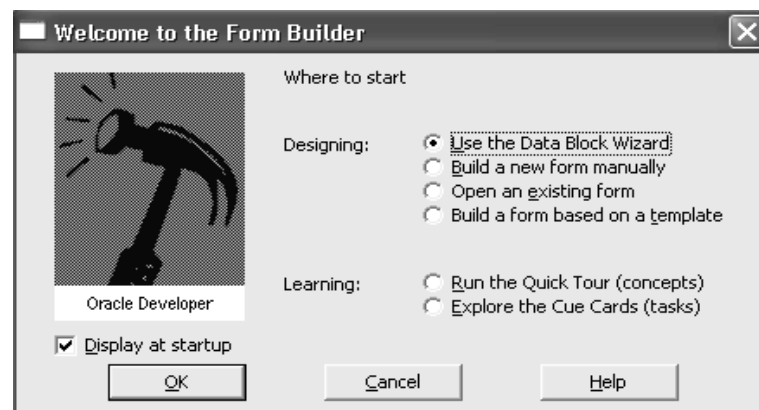 Welcome to the Form Builder
Where to start
Designing:
Use the Data Block Wizard
Build a new form manually
Open an existing form
Build a form based on a template
Learning:
Run the Quick Tour (concepts)
Explore the Cue Cards (tasks)
Oracle Developer
Display at startup
OK
Cancel
Help